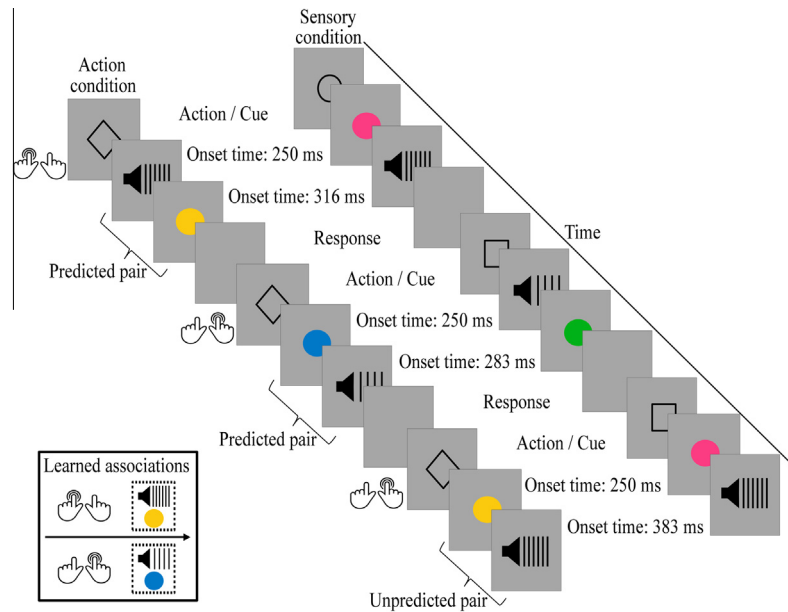 Sensory
condition
Action
condition
Action / Cue
Onset time: 250 ms
Onset time: 316 ms
Response
Time
Predicted pair
Action / Cue
Onset time: 250 ms
Onset time: 283 ms
Response
Predicted pair
Action / Cue
Learned associations
Onset time: 250 ms
Onset time: 383 ms
Unpredicted pair